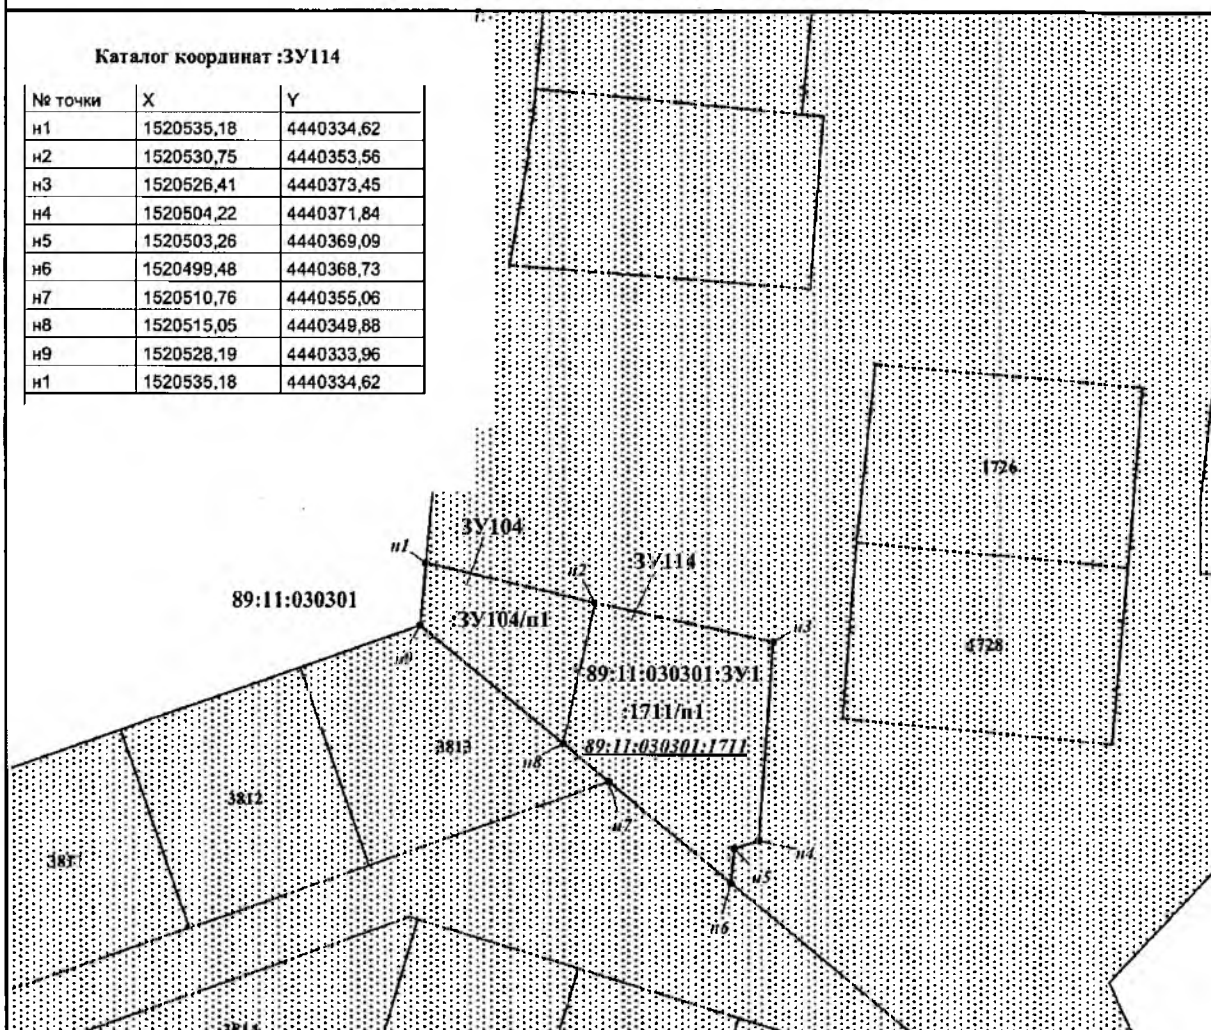 Каталог координат :ЗУ114
№ точки X Y
н1 1520535,18 4440334,62
н2 1520530,75 4440353,56
н3 1520526,41 4440373,45
н4 1520504,22 4440371,84
н5 1520503,26 4440369,09
н6 1520499,48 4440368,73
н7 1520510,76 4440355,06
н8 1520515,05 4440349,88
н9 1520528,19 4440333,96
н1 1520535,18 4440334,62
1726
ЗУ104
н1
:ЗУ114
н2
89:11:030301
:ЗУ104/п1
н3
1728
н9
89:11:030301:ЗУ1
:1711/п1
3813
89:11:030301:1711
н8
3812
н7
н4
н5
н6